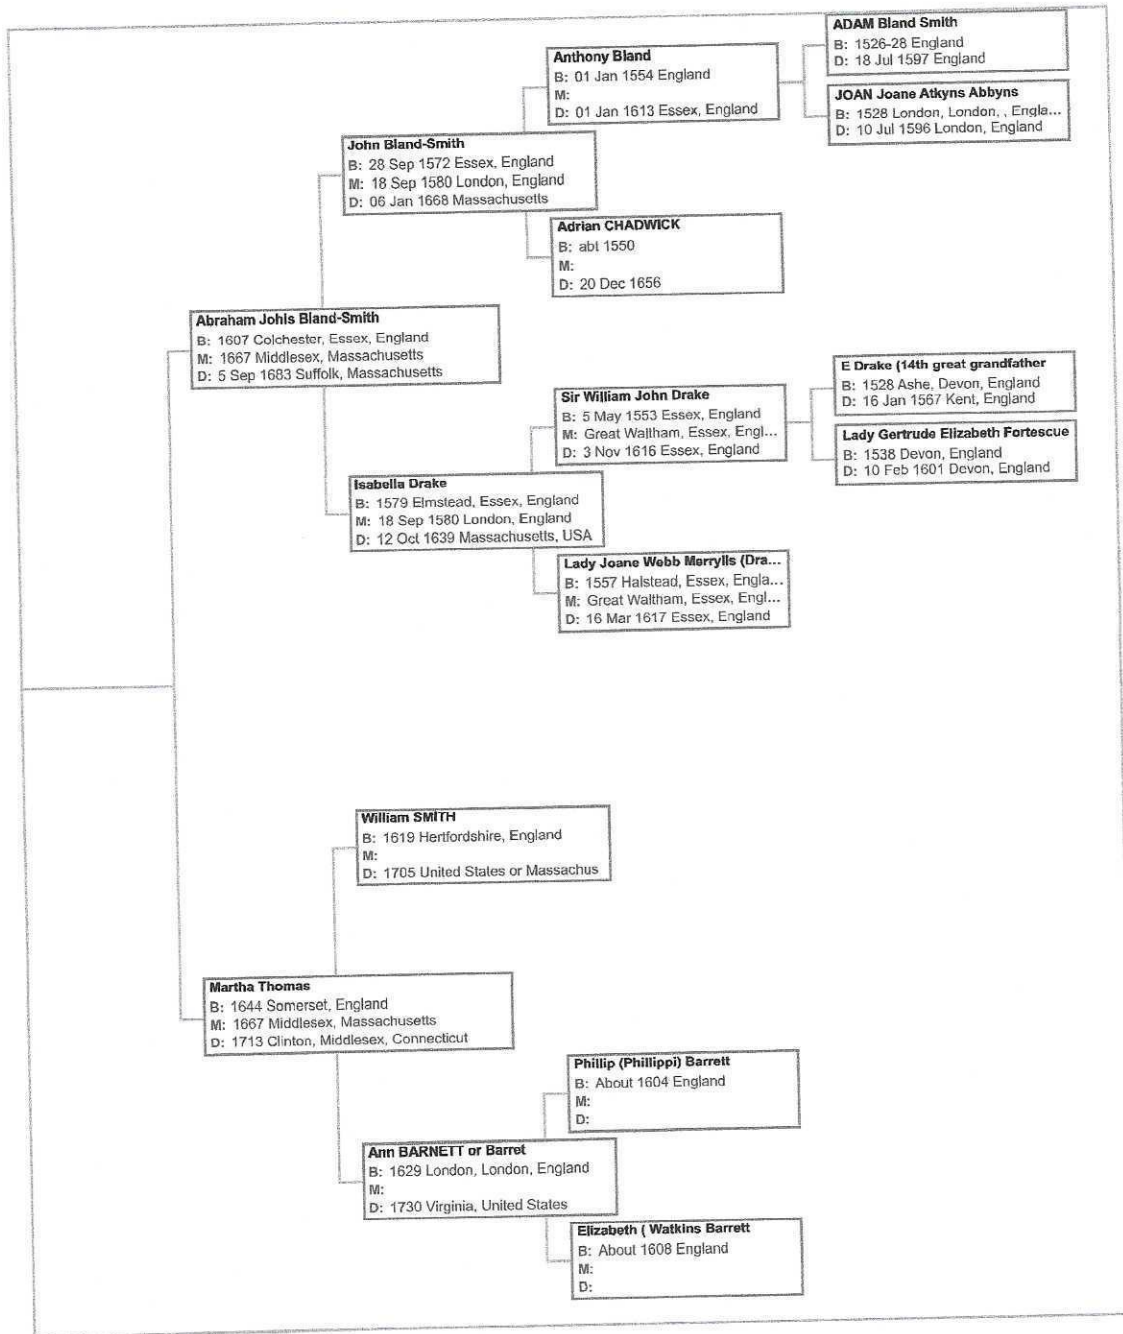 ADAM Bland Smith
B: 1526-28 England
D: 18 Jul 1597 England
Anthony Bland
B: 01 Jan 1554 England
M:
D: 01 Jan 1613 Essex, England
JOAN Joane Atkyns Abbyns
B: 1528 London, London, , Engla...
D: 10 Jul 1596 London, England
John Bland-Smith
B: 28 Sep 1572 Essex, England
M: 18 Sep 1580 London, England
D: 06 Jan 1668 Massachusetts
Adrian CHADWICK
B: abt 1550
M:
D: 20 Dec 1656
Abraham Johis Bland-Smith
B: 1607 Colchester, Essex, England
M: 1667 Middlesex, Massachusetts
D: 5 Sep 1683 Suffolk, Massachusetts
E Drake (14th great grandfather
B: 1528 Ashe, Devon, England
D: 16 Jan 1567 Kent, England
Sir William John Drake
B: 5 May 1553 Essex, England
M: Great Waltham, Essex, Engl...
D: 3 Nov 1616 Essex, England
Lady Gertrude Elizabeth Fortescue
B: 1538 Devon, England
D: 10 Feb 1601 Devon, England
Isabella Drake
B: 1579 Elmstead, Essex, England
M: 18 Sep 1580 London, England
D: 12 Oct 1639 Massachusetts, USA
Lady Joane Webb Merrylls (Dra...
B: 1557 Halstead, Essex, Engla...
M: Great Waltham, Essex, Engl...
D: 16 Mar 1617 Essex, England
William SMITH
B: 1619 Hertfordshire, England
M:
D: 1705 United States or Massachus
Martha Thomas
B: 1644 Somerset, England
M: 1667 Middlesex, Massachusetts
D: 1713 Clinton, Middlesex, Connecticut
Phillip (Phillippi) Barrett
B: About 1604 England
M:
D:
Ann BARNETT or Barret
B: 1629 London, London, England
M:
D: 1730 Virginia, United States
Elizabeth ( Watkins Barrett
B: About 1608 England
M:
D: